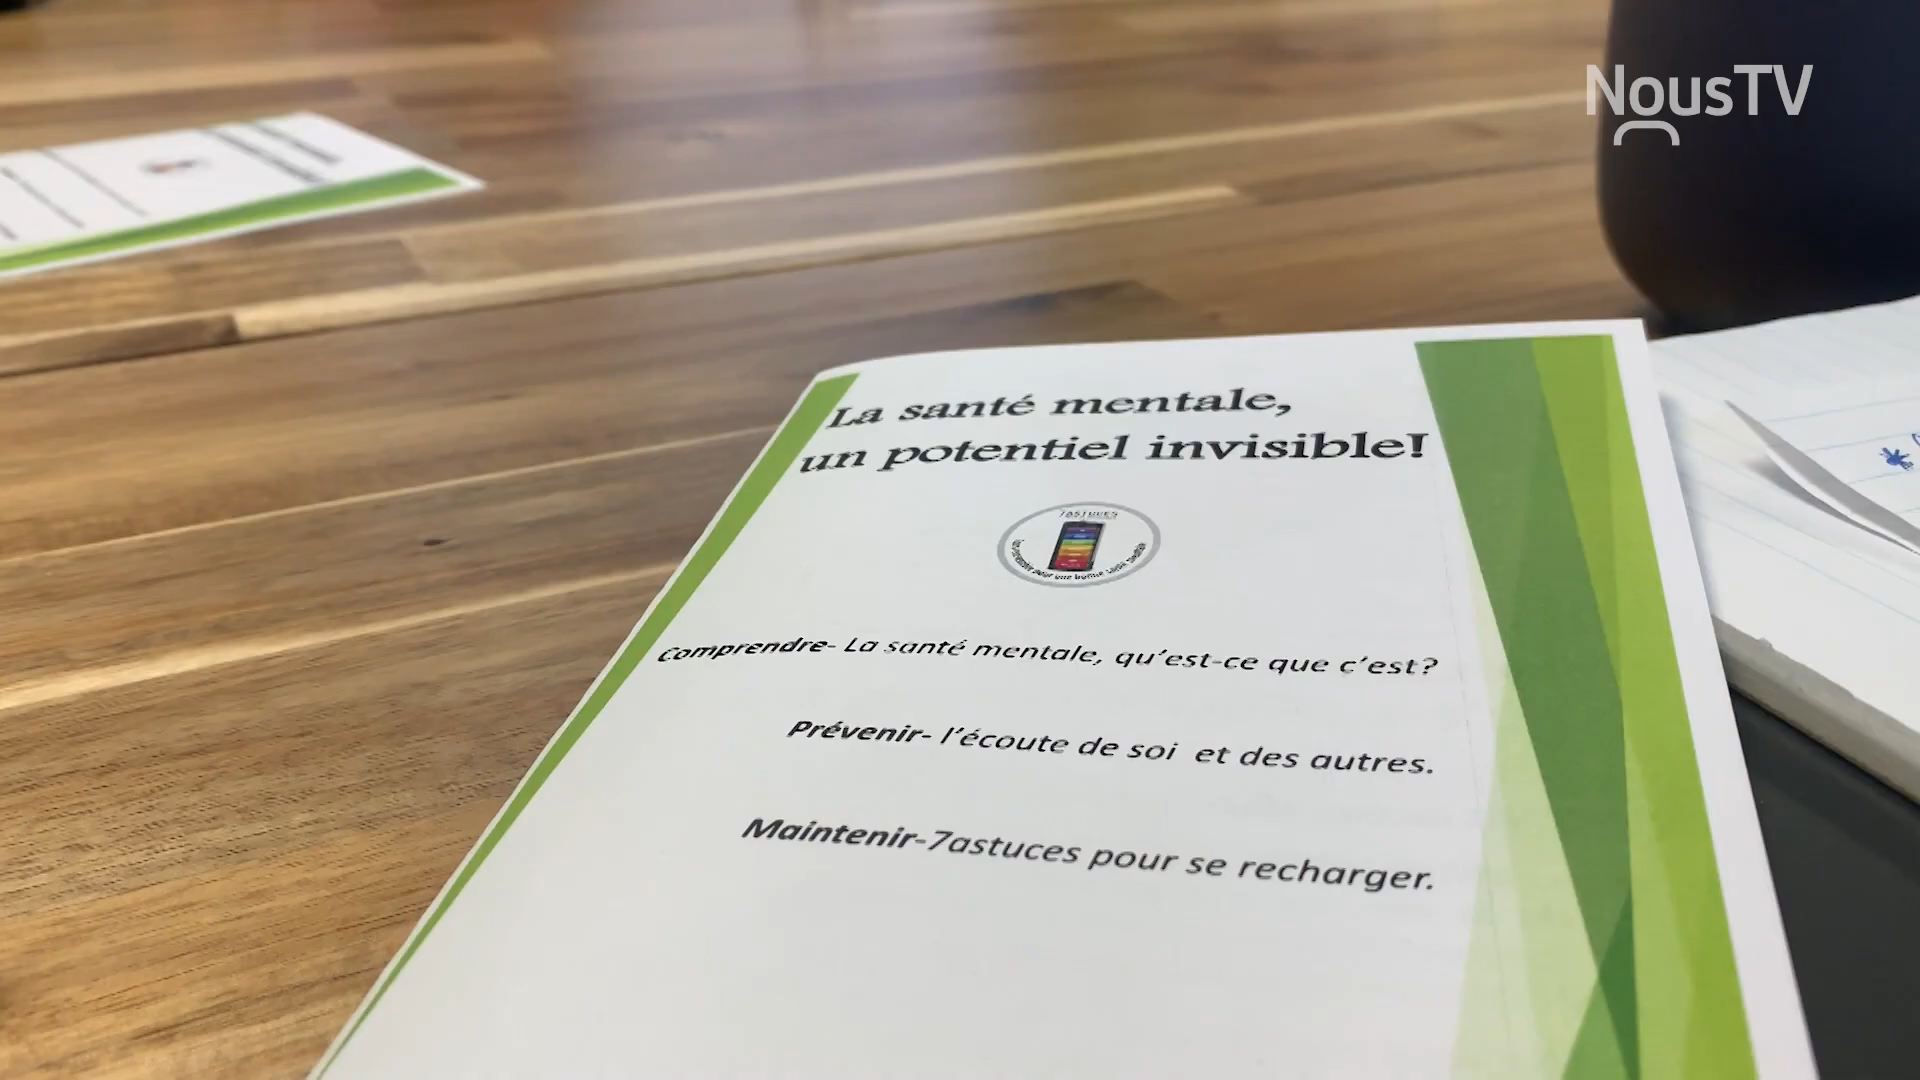 NousTV
La santé mentale,
un potentiel invisible!
7ASTUCES
Comprendre- La santé mentale, qu'est-ce que c'est?
Prévenir- l'écoute de soi et des autres.
Maintenir-7astuces pour se recharger.